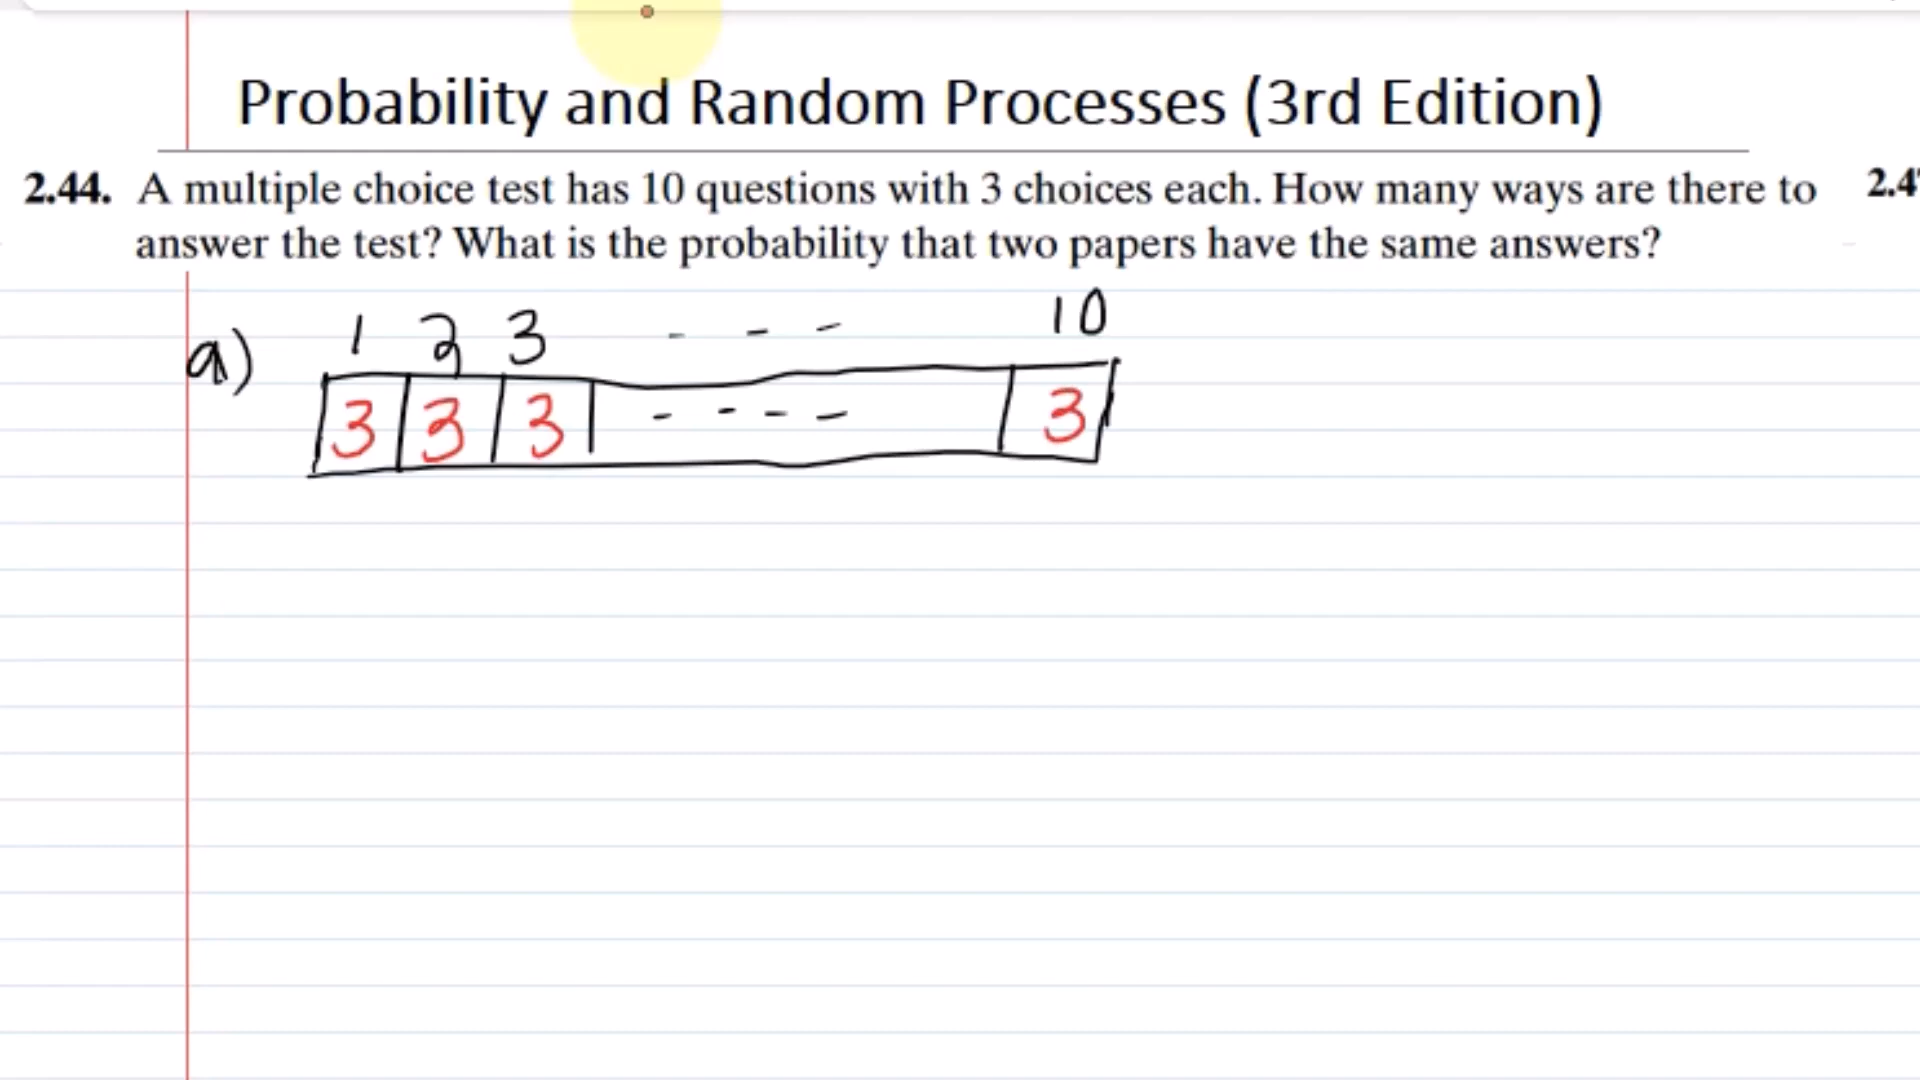 Probability and Random Processes (3rd Edition)
2.44. A multiple choice test has 10 questions with 3 choices each. How many ways are there to
answer the test? What is the probability that two papers have the same answers?
2.4
a) 1 2 3 - - - 10
3 3 3 - - - - 3